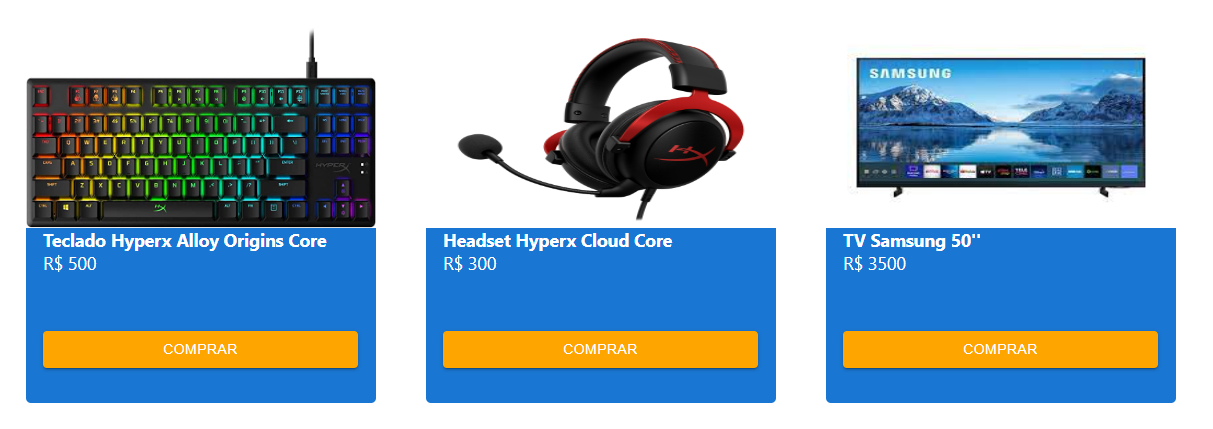 SAMSUNG
HYPERX
Teclado Hyperx Alloy Origins Core
R$ 500
COMPRAR
Headset Hyperx Cloud Core
R$ 300
COMPRAR
TV Samsung 50''
R$ 3500
COMPRAR